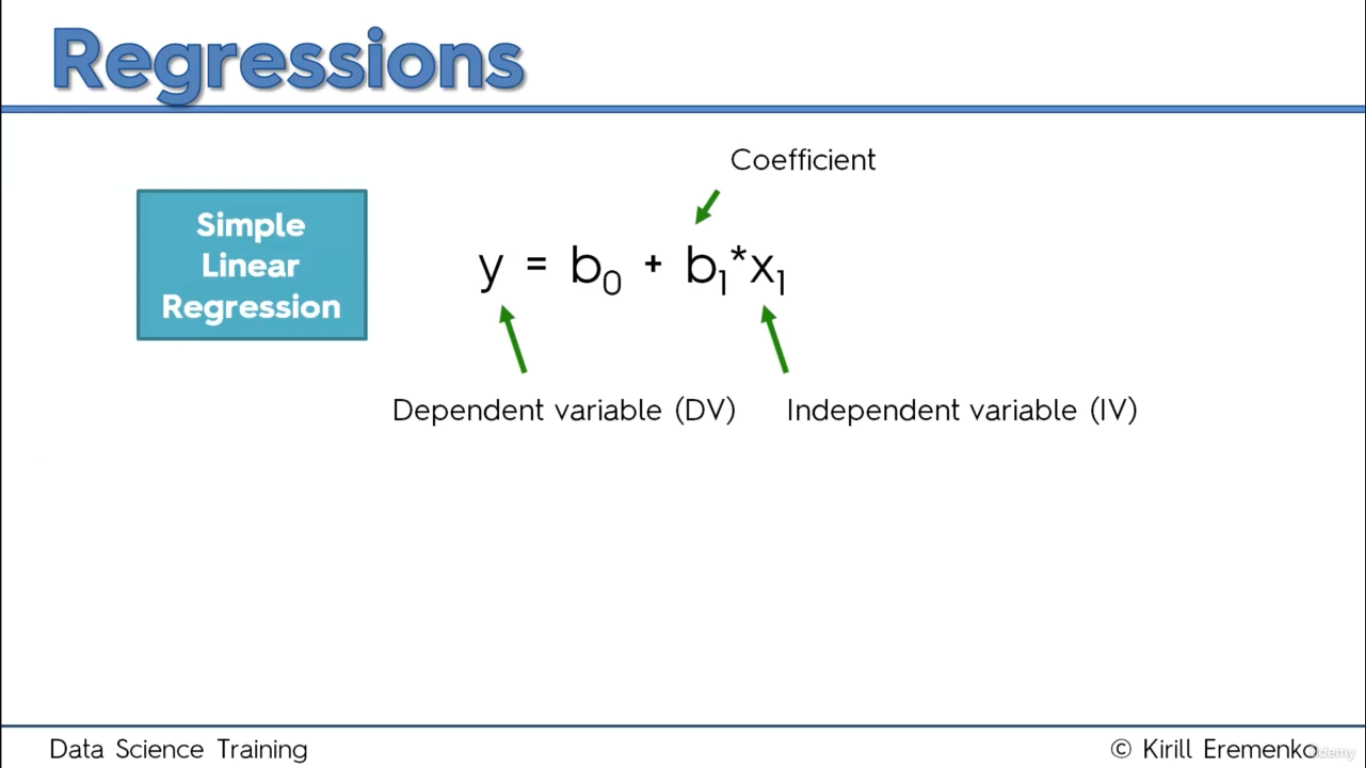 Regressions
Coefficient
Simple
Linear
Regression
y = b₀ + b₁*x₁
Dependent variable (DV)
Independent variable (IV)
Data Science Training
© Kirill Eremenko